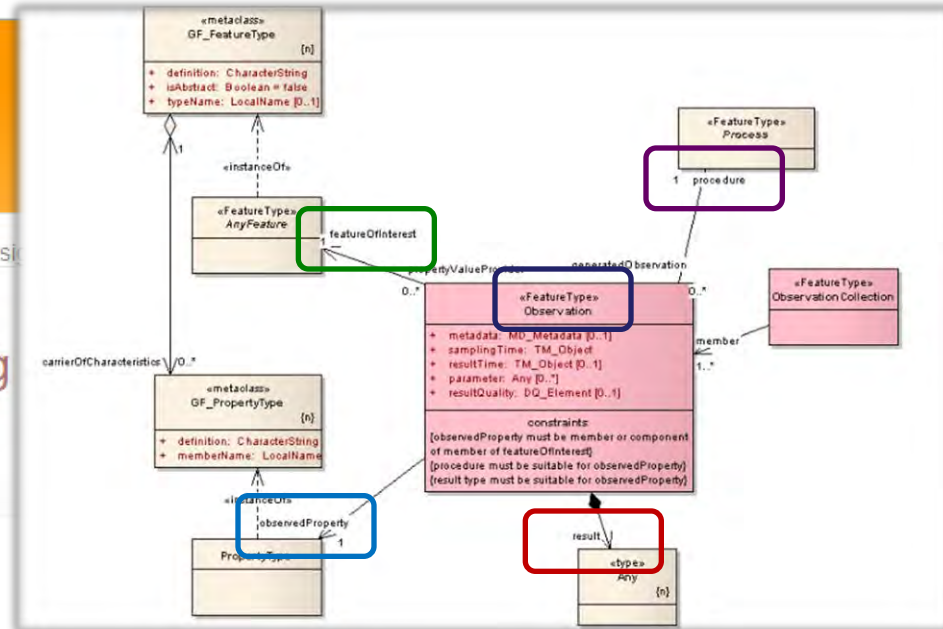 «metaclass»
GF_FeatureType
{n}
+ definition: CharacterString
+ isAbstract: Boolean = false
+ typeName: LocalName [0..1]
1
«instanceOf»
«FeatureType»
AnyFeature
1
featureOfInterest
propertyValueProvider
0..*
«FeatureType»
Process
1 procedure
generatedObservation
0..*
«FeatureType»
Observation
+ metadata: MD_Metadata [0..1]
+ samplingTime: TM_Object
+ resultTime: TM_Object [0..1]
+ parameter: Any [0..*]
+ resultQuality: DQ_Element [0..1]
constraints
{observedProperty must be member or component
of member of featureOfInterest}
{procedure must be suitable for observedProperty}
{result type must be suitable for observedProperty}
«FeatureType»
Observation Collection
member
1..*
carrierOfCharacteristics
0..*
«metaclass»
GF_PropertyType
{n}
+ definition: CharacterString
+ memberName: LocalName
«instanceOf»
observedProperty
1
PropertyType
result
«type»
Any
{n}
si
g